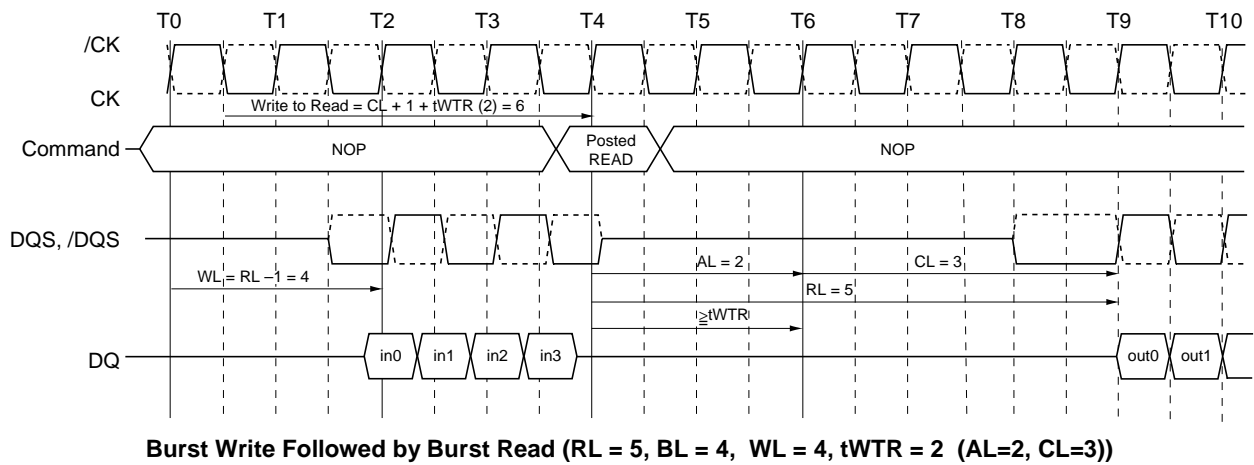 T0 T1 T2 T3 T4 T5 T6 T7 T8 T9 T10
/CK
CK
Write to Read = CL + 1 + tWTR (2) = 6
Command NOP Posted READ NOP
DQS, /DQS
AL = 2 CL = 3
WL = RL –1 = 4
RL = 5
≧tWTR
DQ in0 in1 in2 in3 out0 out1
Burst Write Followed by Burst Read (RL = 5, BL = 4, WL = 4, tWTR = 2 (AL=2, CL=3))